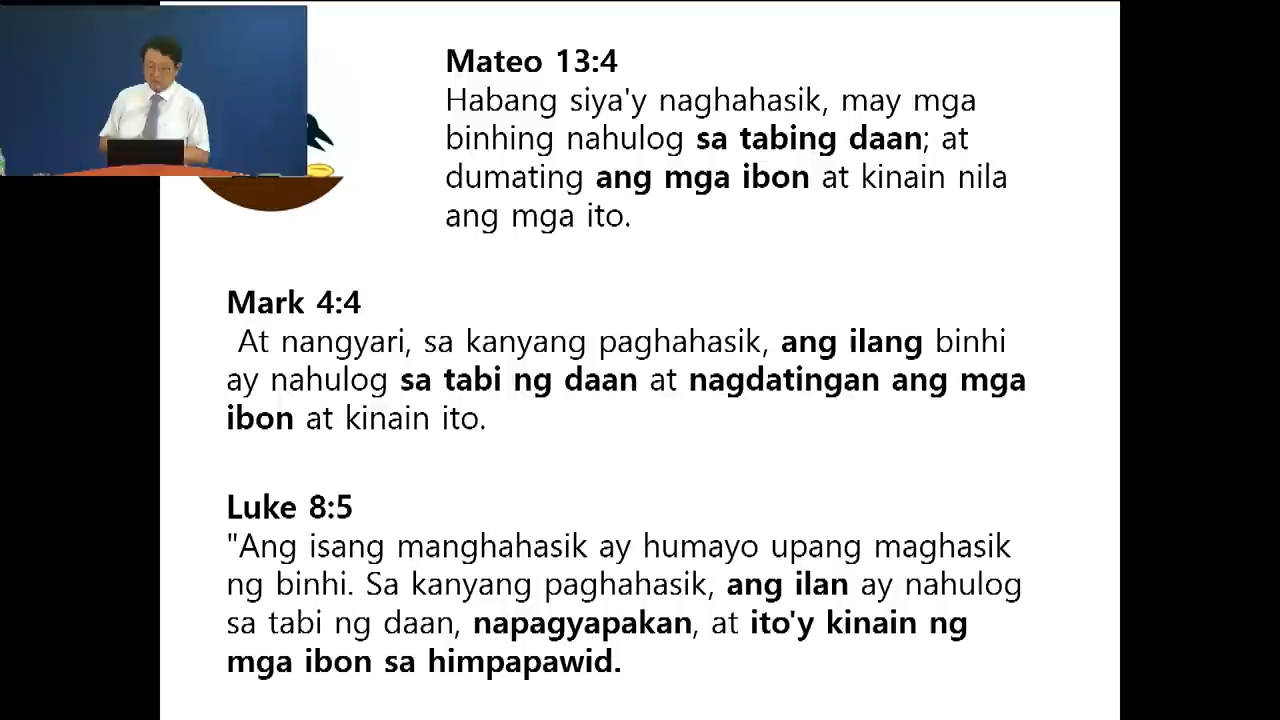 Mateo 13:4
Habang siya'y naghahasik, may mga
binhing nahulog sa tabing daan; at
dumating ang mga ibon at kinain nila
ang mga ito.
Mark 4:4
At nangyari, sa kanyang paghahasik, ang ilang binhi
ay nahulog sa tabi ng daan at nagdatingan ang mga
ibon at kinain ito.
Luke 8:5
"Ang isang manghahasik ay humayo upang maghasik
ng binhi. Sa kanyang paghahasik, ang ilan ay nahulog
sa tabi ng daan, napagyapakan, at ito'y kinain ng
mga ibon sa himpapawid.